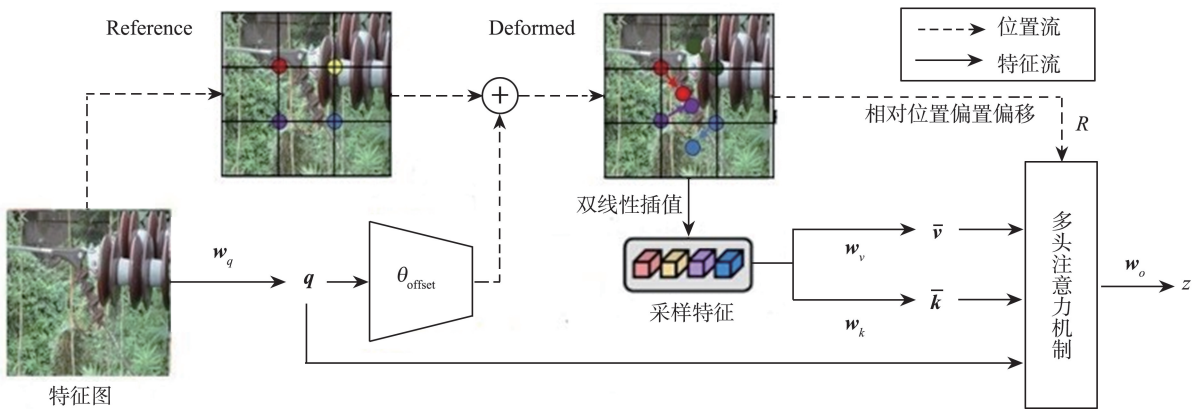 Reference
Deformed
位置流
特征流
相对位置偏置偏移
R
双线性插值
w_q
q
θ_offset
w_v
v̄
w_k
k̄
采样特征
多头注意力机制
w_o
z
特征图